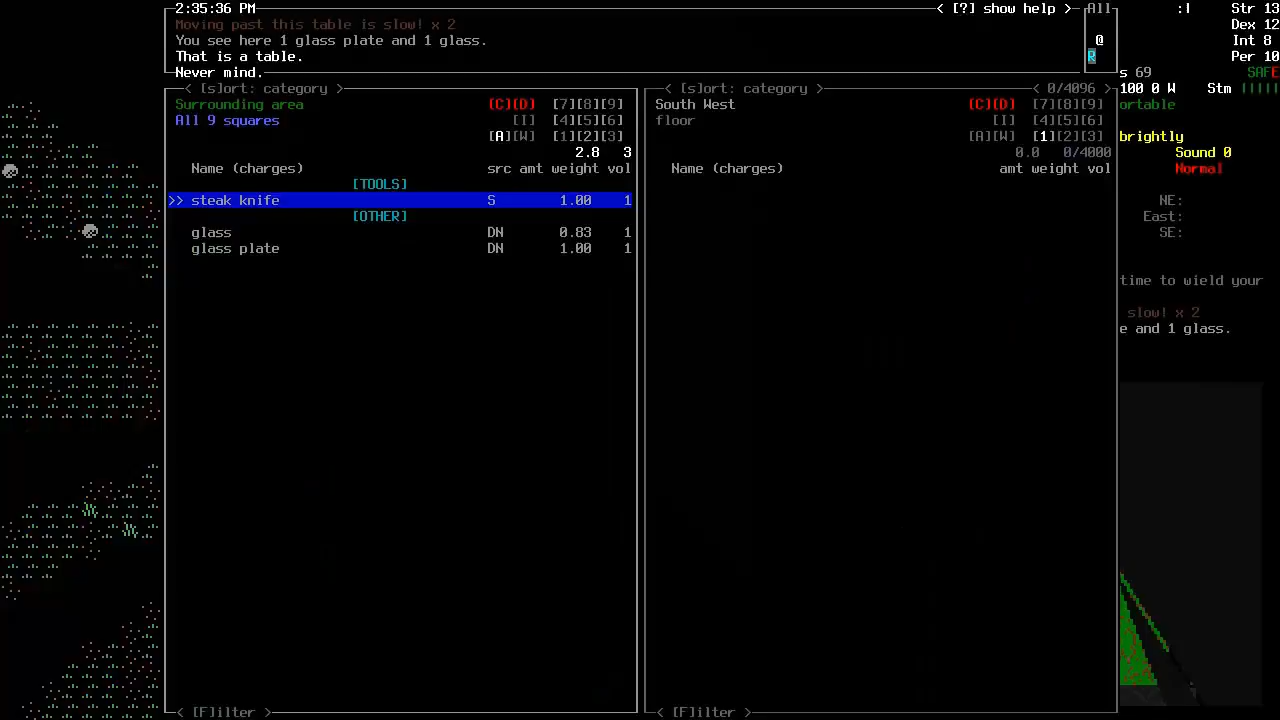 2:35:36 PM < [?] show help > All :| Str 13
Moving past this table is slow! x 2 Dex 12
You see here 1 glass plate and 1 glass. @ Int 8
That is a table. R Per 10
Never mind. s 69 SAFE
< [s]ort: category > < [s]ort: category > 0/4096 > 100 0 W Stm |||||
Surrounding area (C)(D) [7][8][9] South West (C)(D) [7][8][9] ortable
All 9 squares [I] [4][5][6] floor [I] [4][5][6]
[A][W] [1][2][3] [A][W] [1][2][3] brightly
2.8 3 0.0 0/4000 Sound 0
Name (charges) src amt weight vol Name (charges) amt weight vol Normal
[TOOLS]
>> steak knife S 1.00 1 NE:
[OTHER] East:
glass DN 0.83 1 SE:
glass plate DN 1.00 1
time to wield your
slow! x 2
e and 1 glass.
< [F]ilter > < [F]ilter >